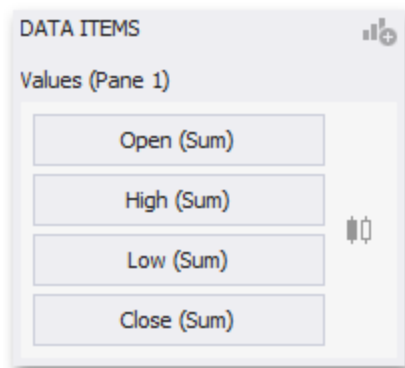 DATA ITEMS
Values (Pane 1)
Open (Sum)
High (Sum)
Low (Sum)
Close (Sum)